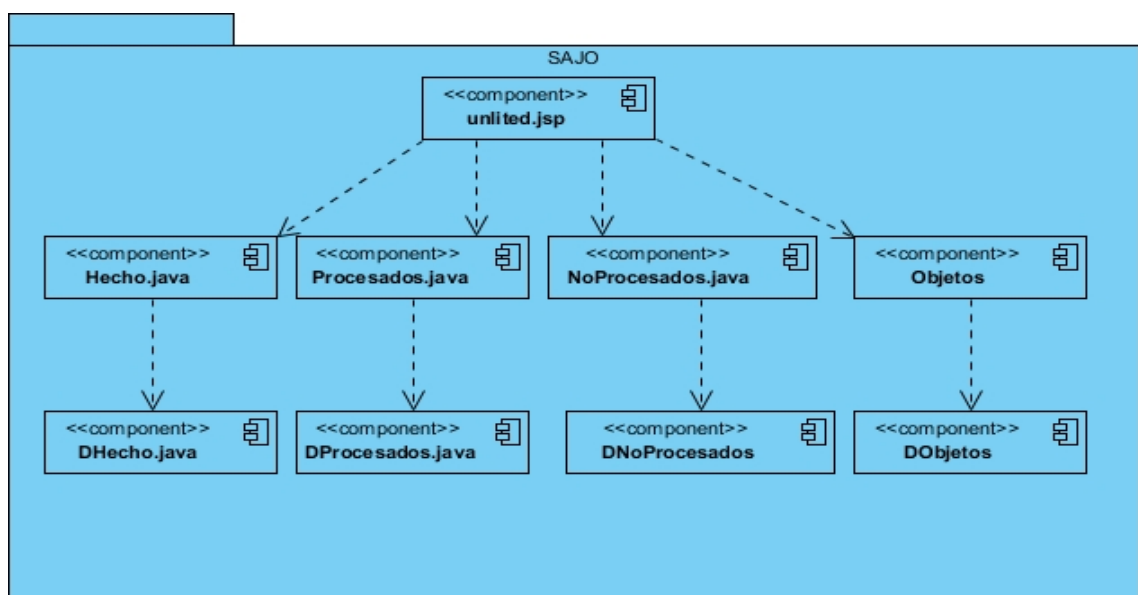 SAJO
<<component>>
unlited.jsp
<<component>>
Hecho.java
<<component>>
Procesados.java
<<component>>
NoProcesados.java
<<component>>
Objetos
<<component>>
DHecho.java
<<component>>
DProcesados.java
<<component>>
DNoProcesados
<<component>>
DObjetos